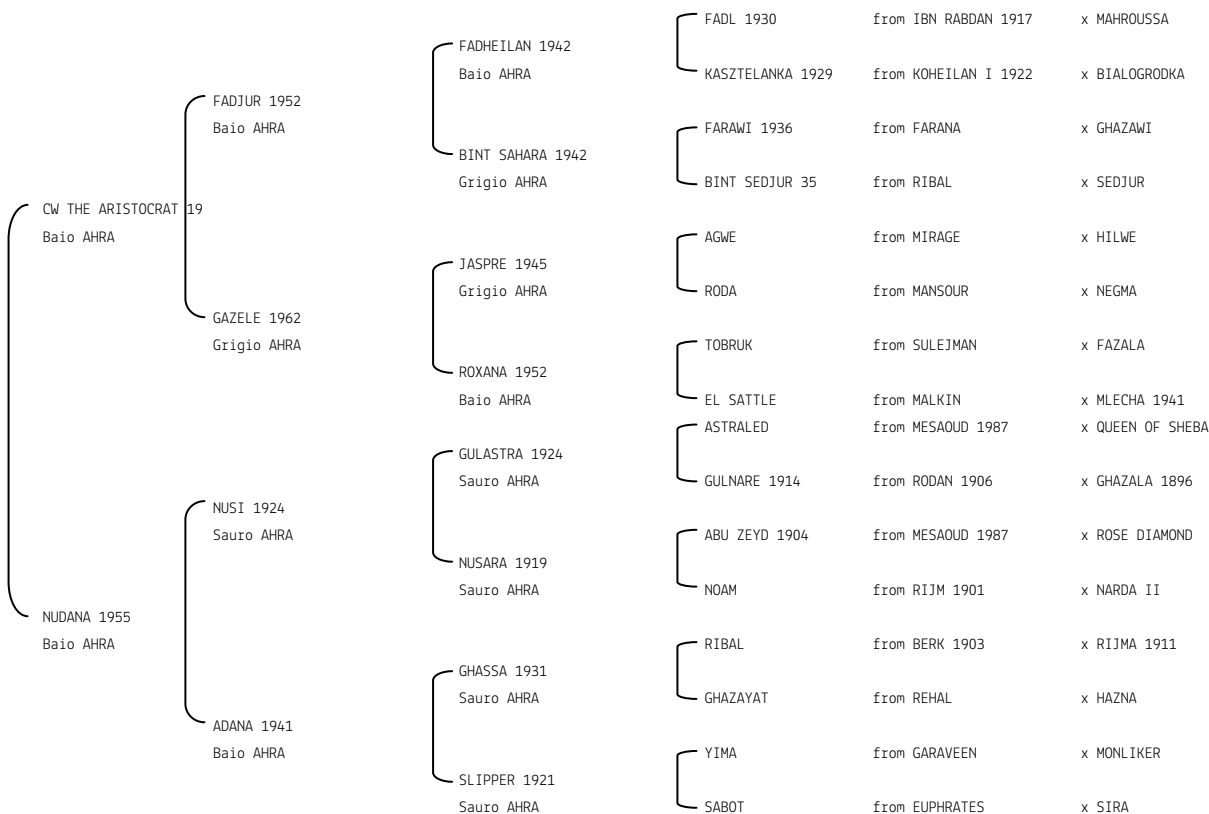 FADL 1930 from IBN RABDAN 1917 x MAHROUSSA
FADHEILAN 1942
Baio AHRA KASZTELANKA 1929 from KOHEILAN I 1922 x BIALOGRODKA
FADJUR 1952
Baio AHRA FARAWI 1936 from FARANA x GHAZAWI
BINT SAHARA 1942
Grigio AHRA BINT SEDJUR 35 from RIBAL x SEDJUR
CW THE ARISTOCRAT 19
Baio AHRA AGWE from MIRAGE x HILWE
JASPRE 1945
Grigio AHRA RODA from MANSOUR x NEGMA
GAZELE 1962
Grigio AHRA TOBRUK from SULEJMAN x FAZALA
ROXANA 1952
Baio AHRA EL SATTLE from MALKIN x MLECHA 1941
ASTRALED from MESAOUD 1987 x QUEEN OF SHEBA
GULASTRA 1924
Sauro AHRA GULNARE 1914 from RODAN 1906 x GHAZALA 1896
NUSI 1924
Sauro AHRA ABU ZEYD 1904 from MESAOUD 1987 x ROSE DIAMOND
NUSARA 1919
Sauro AHRA NOAM from RIJM 1901 x NARDA II
NUDANA 1955
Baio AHRA RIBAL from BERK 1903 x RIJMA 1911
GHASSA 1931
Sauro AHRA GHAZAYAT from REHAL x HAZNA
ADANA 1941
Baio AHRA YIMA from GARAVEEN x MONLIKER
SLIPPER 1921
Sauro AHRA SABOT from EUPHRATES x SIRA